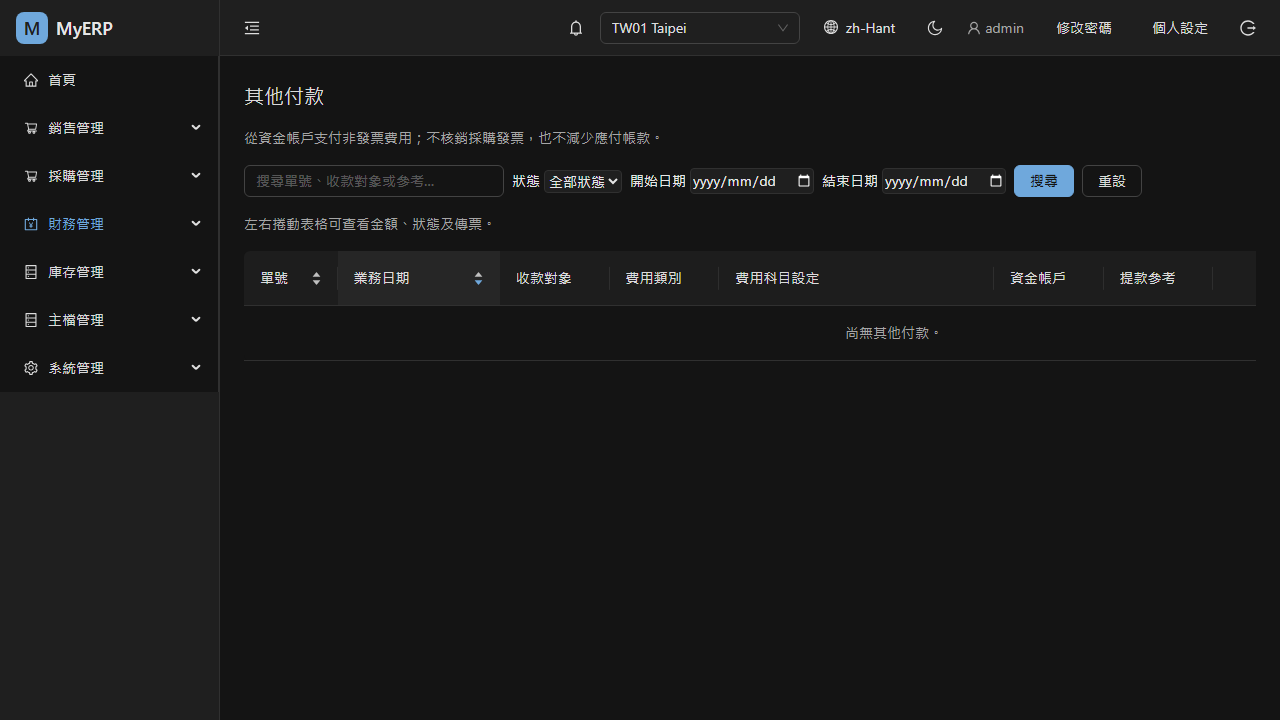 M MyERP
TW01 Taipei
zh-Hant
admin
修改密碼
個人設定
首頁
銷售管理
採購管理
財務管理
庫存管理
主檔管理
系統管理
其他付款
從資金帳戶支付非發票費用；不核銷採購發票，也不減少應付帳款。
搜尋單號、收款對象或參考...
狀態 全部狀態 開始日期 yyyy/mm/dd 結束日期 yyyy/mm/dd 搜尋 重設
左右捲動表格可查看金額、狀態及傳票。
單號 業務日期 收款對象 費用類別 費用科目設定 資金帳戶 提款參考
尚無其他付款。